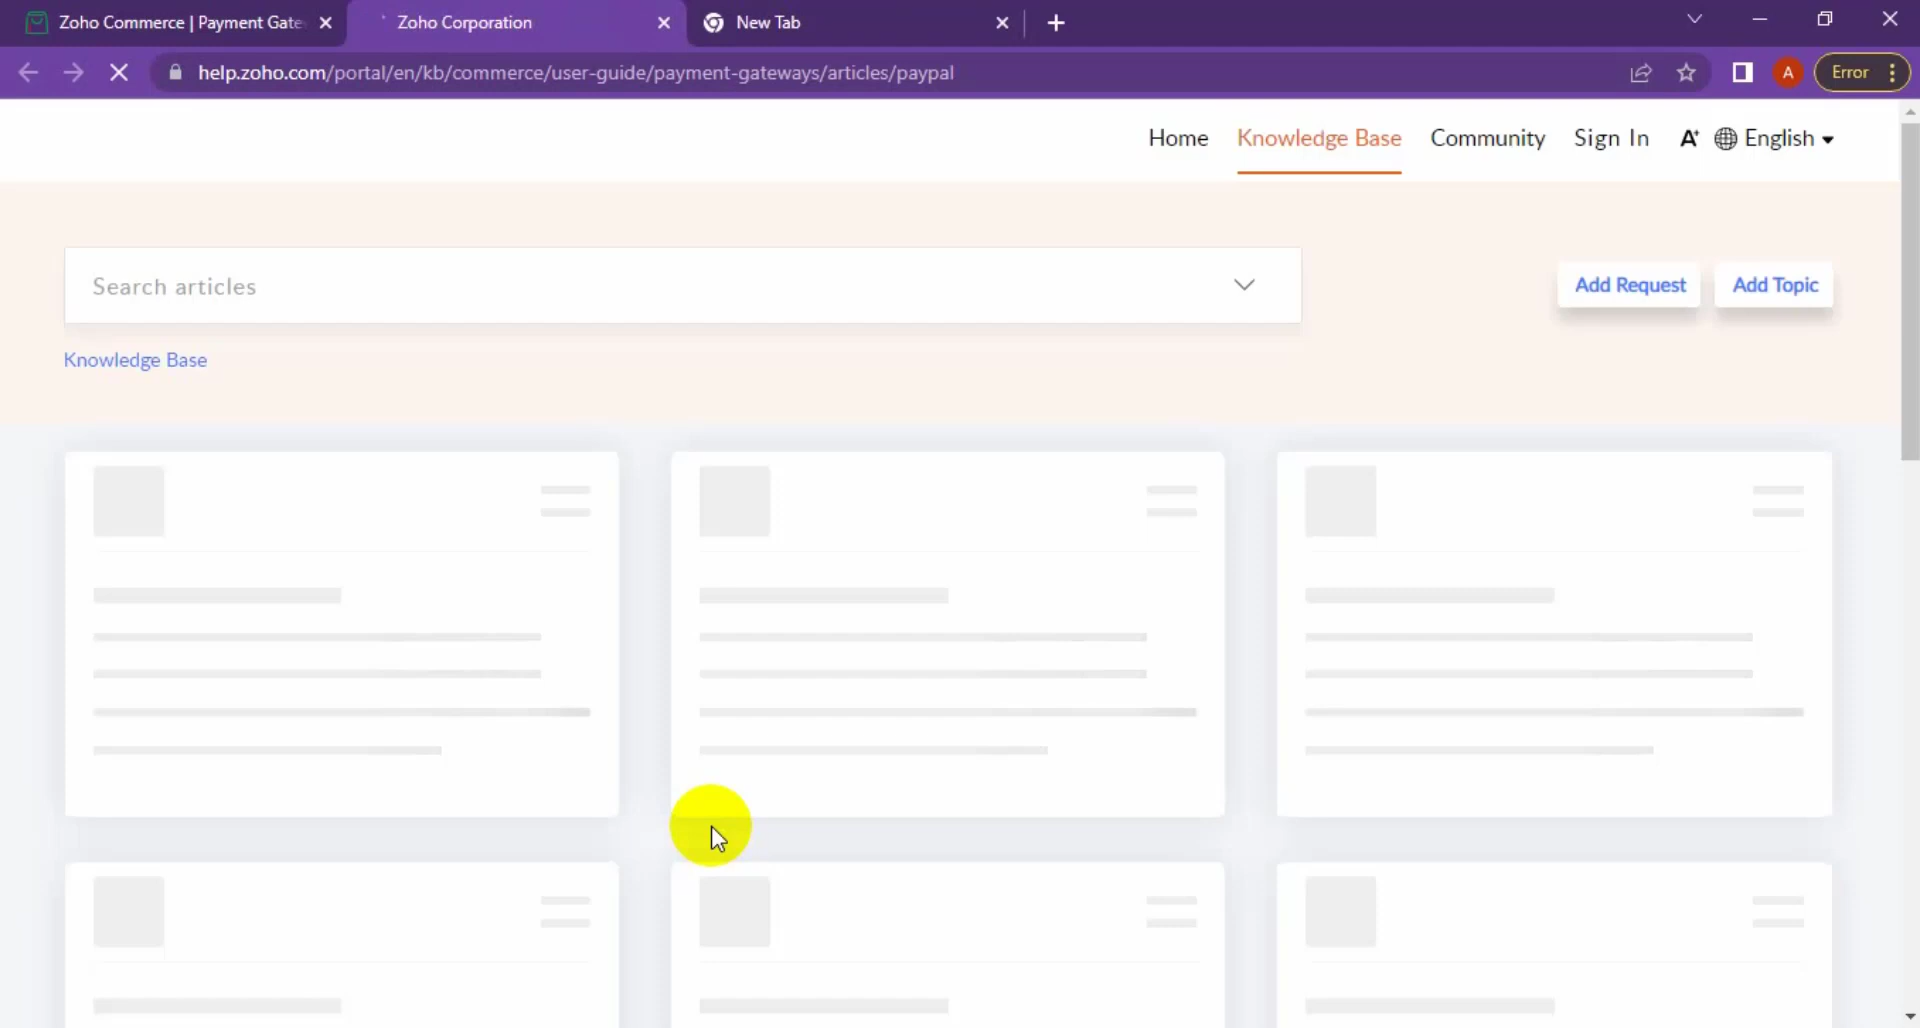 Zoho Commerce | Payment Gate
Zoho Corporation
New Tab
help.zoho.com/portal/en/kb/commerce/user-guide/payment-gateways/articles/paypal
A
Error
Home
Knowledge Base
Community
Sign In
A+
English
Search articles
Add Request
Add Topic
Knowledge Base